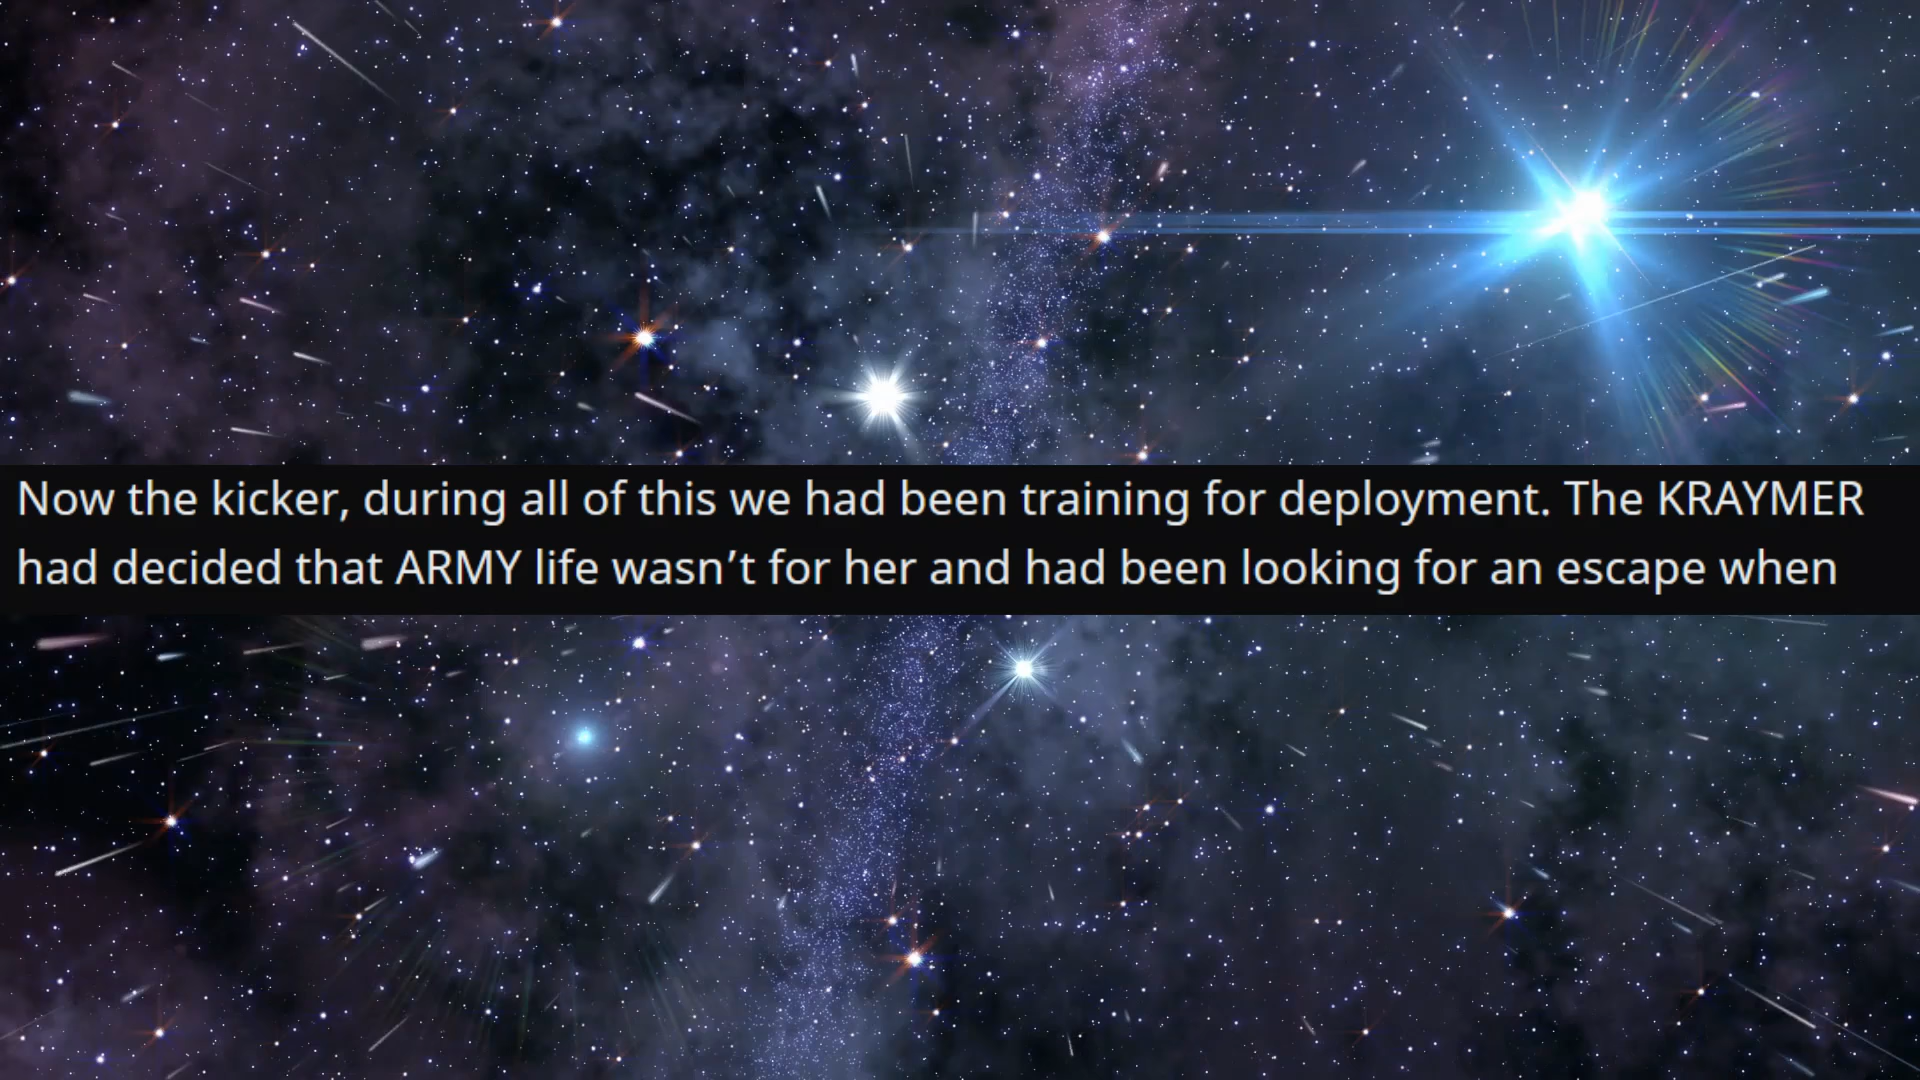 Now the kicker, during all of this we had been training for deployment. The KRAYMER
had decided that ARMY life wasn’t for her and had been looking for an escape when